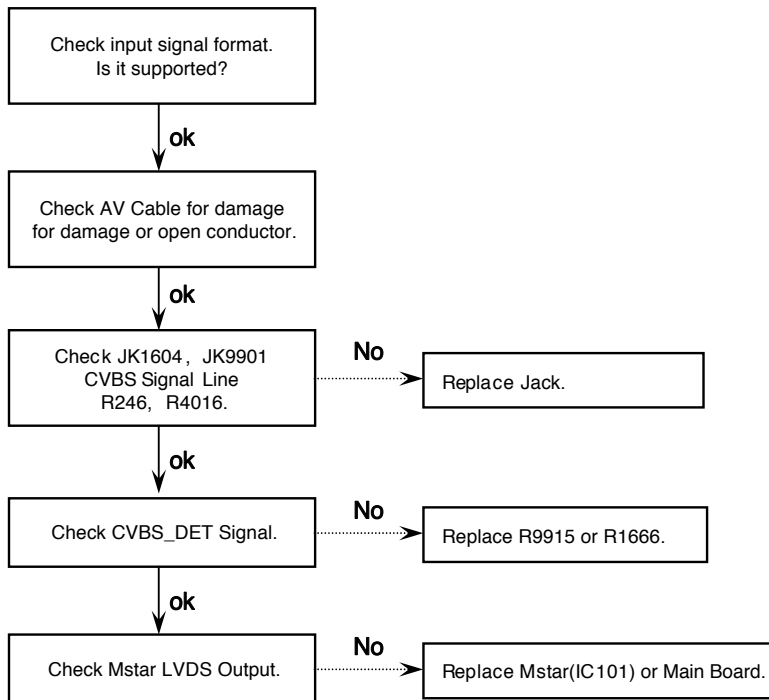 Check input signal format.
Is it supported?
ok
Check AV Cable for damage
for damage or open conductor.
ok
Check JK1604, JK9901
CVBS Signal Line
R246, R4016.
No
Replace Jack.
ok
Check CVBS_DET Signal.
No
Replace R9915 or R1666.
ok
Check Mstar LVDS Output.
No
Replace Mstar(IC101) or Main Board.